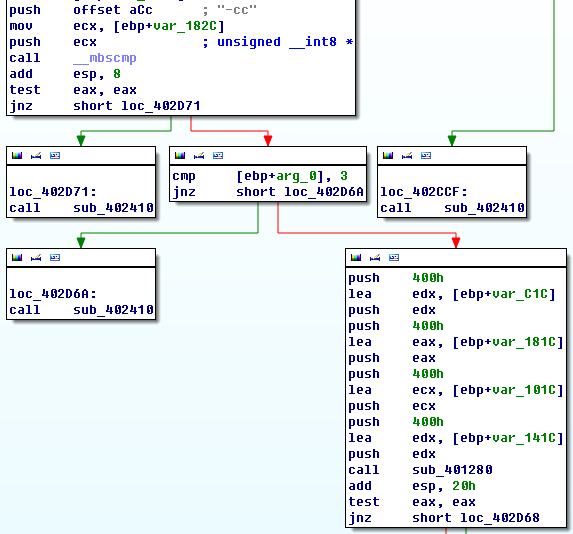 push offset aCc ; "-cc"
mov ecx, [ebp+var_182C]
push ecx ; unsigned __int8 *
call __mbscmp
add esp, 8
test eax, eax
jnz short loc_402D71
loc_402D71:
call sub_402410
cmp [ebp+arg_0], 3
jnz short loc_402D6A
loc_402CCF:
call sub_402410
loc_402D6A:
call sub_402410
push 400h
lea edx, [ebp+var_C1C]
push edx
push 400h
lea eax, [ebp+var_181C]
push eax
push 400h
lea ecx, [ebp+var_101C]
push ecx
push 400h
lea edx, [ebp+var_141C]
push edx
call sub_401280
add esp, 20h
test eax, eax
jnz short loc_402D68